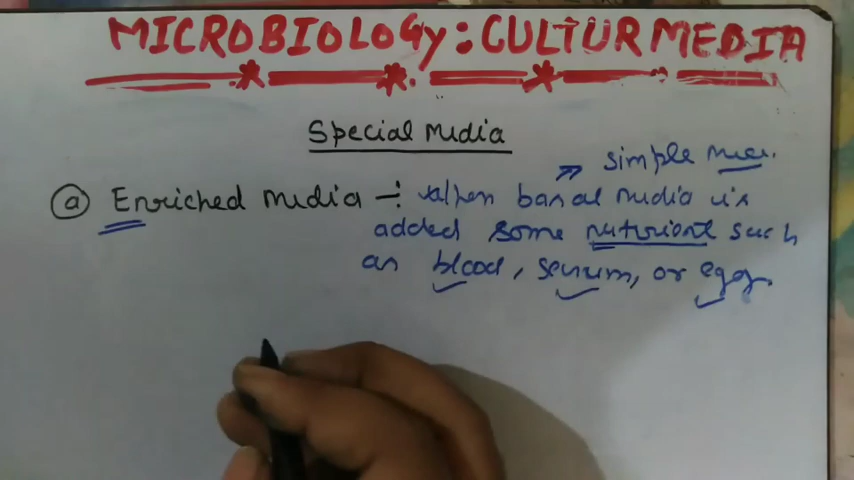 MICROBIOLOGY: CULTUR MEDIA
Special Media
simple
(a) Enriched Media - : when basal media is
added some nutrient such
as blood, serum, or egg.